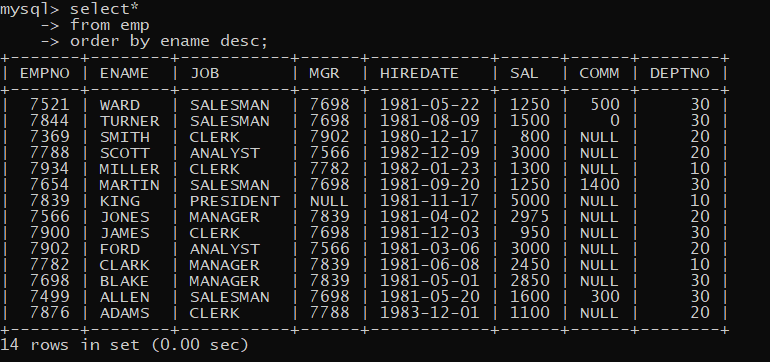 mysql> select*
    -> from emp
    -> order by ename desc;
+-------+--------+-----------+------+------------+------+------+--------+
| EMPNO | ENAME  | JOB       | MGR  | HIREDATE   | SAL  | COMM | DEPTNO |
+-------+--------+-----------+------+------------+------+------+--------+
|  7521 | WARD   | SALESMAN  | 7698 | 1981-05-22 | 1250 |  500 |     30 |
|  7844 | TURNER | SALESMAN  | 7698 | 1981-08-09 | 1500 |    0 |     30 |
|  7369 | SMITH  | CLERK     | 7902 | 1980-12-17 |  800 | NULL |     20 |
|  7788 | SCOTT  | ANALYST   | 7566 | 1982-12-09 | 3000 | NULL |     20 |
|  7934 | MILLER | CLERK     | 7782 | 1982-01-23 | 1300 | NULL |     10 |
|  7654 | MARTIN | SALESMAN  | 7698 | 1981-09-20 | 1250 | 1400 |     30 |
|  7839 | KING   | PRESIDENT | NULL | 1981-11-17 | 5000 | NULL |     10 |
|  7566 | JONES  | MANAGER   | 7839 | 1981-04-02 | 2975 | NULL |     20 |
|  7900 | JAMES  | CLERK     | 7698 | 1981-12-03 |  950 | NULL |     30 |
|  7902 | FORD   | ANALYST   | 7566 | 1981-03-06 | 3000 | NULL |     20 |
|  7782 | CLARK  | MANAGER   | 7839 | 1981-06-08 | 2450 | NULL |     10 |
|  7698 | BLAKE  | MANAGER   | 7839 | 1981-05-01 | 2850 | NULL |     30 |
|  7499 | ALLEN  | SALESMAN  | 7698 | 1981-05-20 | 1600 |  300 |     30 |
|  7876 | ADAMS  | CLERK     | 7788 | 1983-12-01 | 1100 | NULL |     20 |
+-------+--------+-----------+------+------------+------+------+--------+
14 rows in set (0.00 sec)